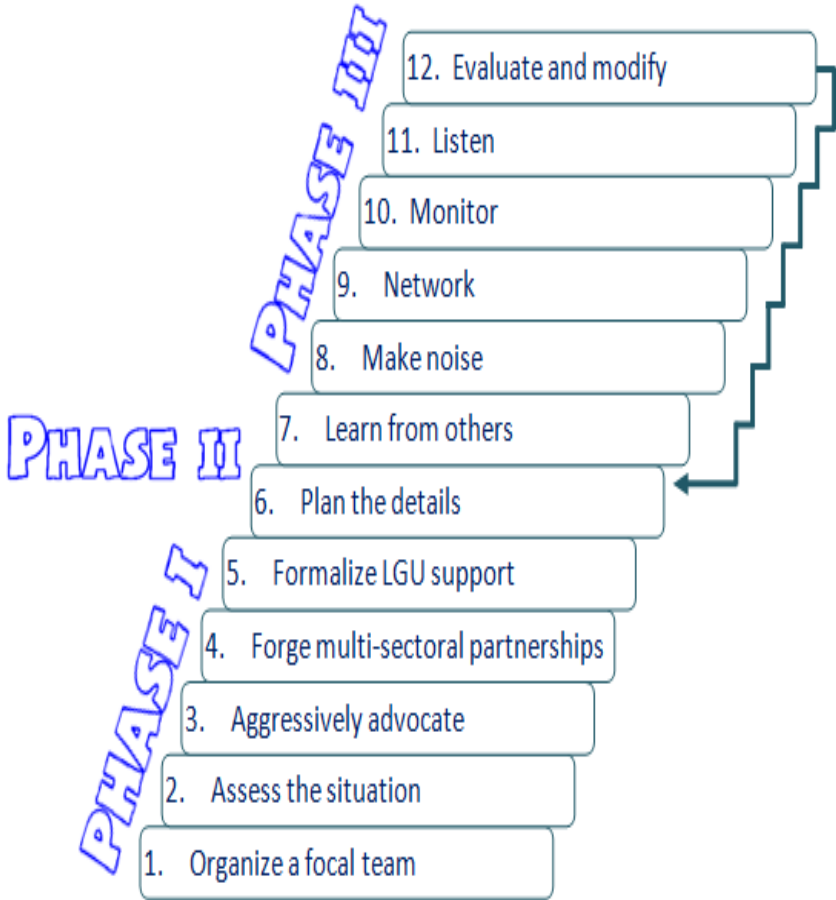 PHASE III
12. Evaluate and modify
11. Listen
10. Monitor
9. Network
8. Make noise
PHASE II
7. Learn from others
6. Plan the details
PHASE I
5. Formalize LGU support
4. Forge multi-sectoral partnerships
3. Aggressively advocate
2. Assess the situation
1. Organize a focal team